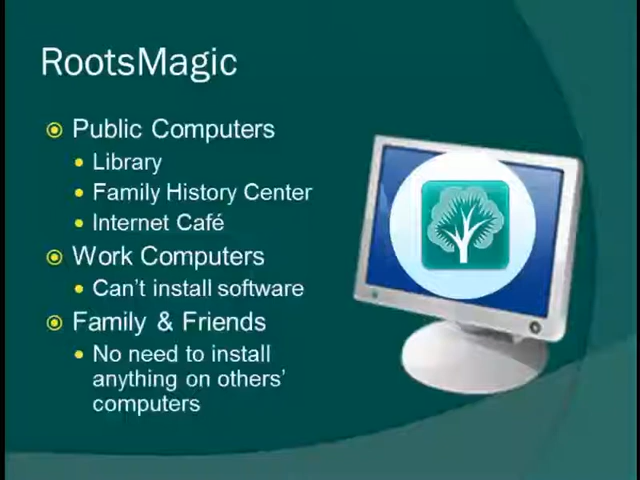 RootsMagic
Public Computers
Library
Family History Center
Internet Café
Work Computers
Can't install software
Family & Friends
No need to install
anything on others'
computers